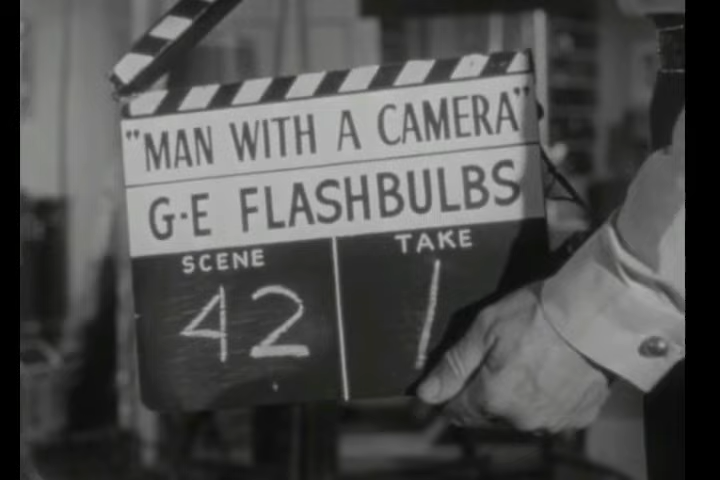 "MAN WITH A CAMERA"
G-E FLASHBULBS
SCENE
TAKE
42
1